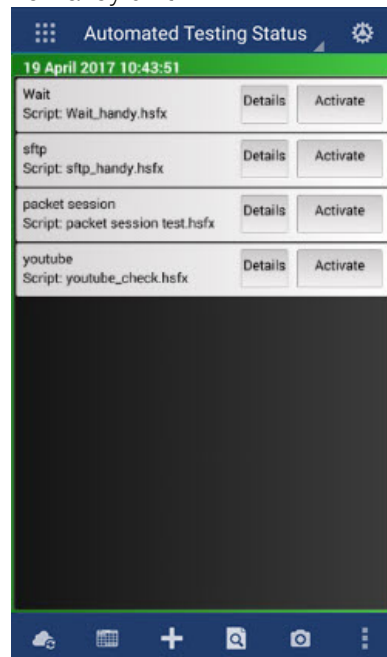 Automated Testing Status
19 April 2017 10:43:51
Wait
Script: Wait_handy.hsfx
Details
Activate
sftp
Script: sftp_handy.hsfx
Details
Activate
packet session
Script: packet session test.hsfx
Details
Activate
youtube
Script: youtube_check.hsfx
Details
Activate